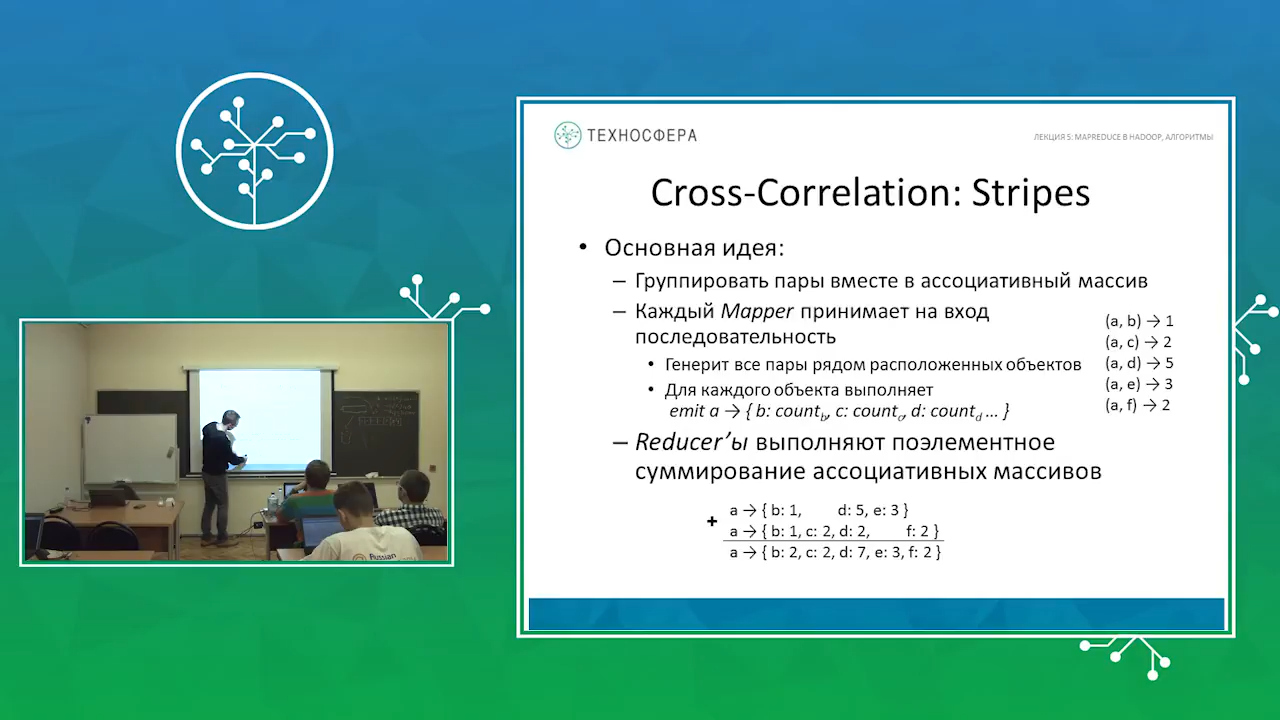 ТЕХНОСФЕРА
ЛЕКЦИЯ 5: MAPREDUCE В HADOOP, АЛГОРИТМЫ
Cross-Correlation: Stripes
• Основная идея:
– Группировать пары вместе в ассоциативный массив
– Каждый Mapper принимает на вход
последовательность
• Генерит все пары рядом расположенных объектов
• Для каждого объекта выполняет
emit a → { b: count_b, c: count_c, d: count_d … }
(a, b) → 1
(a, c) → 2
(a, d) → 5
(a, e) → 3
(a, f) → 2
– Reducer’ы выполняют поэлементное
суммирование ассоциативных массивов
a → { b: 1, d: 5, e: 3 }
+
a → { b: 1, c: 2, d: 2, f: 2 }
a → { b: 2, c: 2, d: 7, e: 3, f: 2 }
Russian